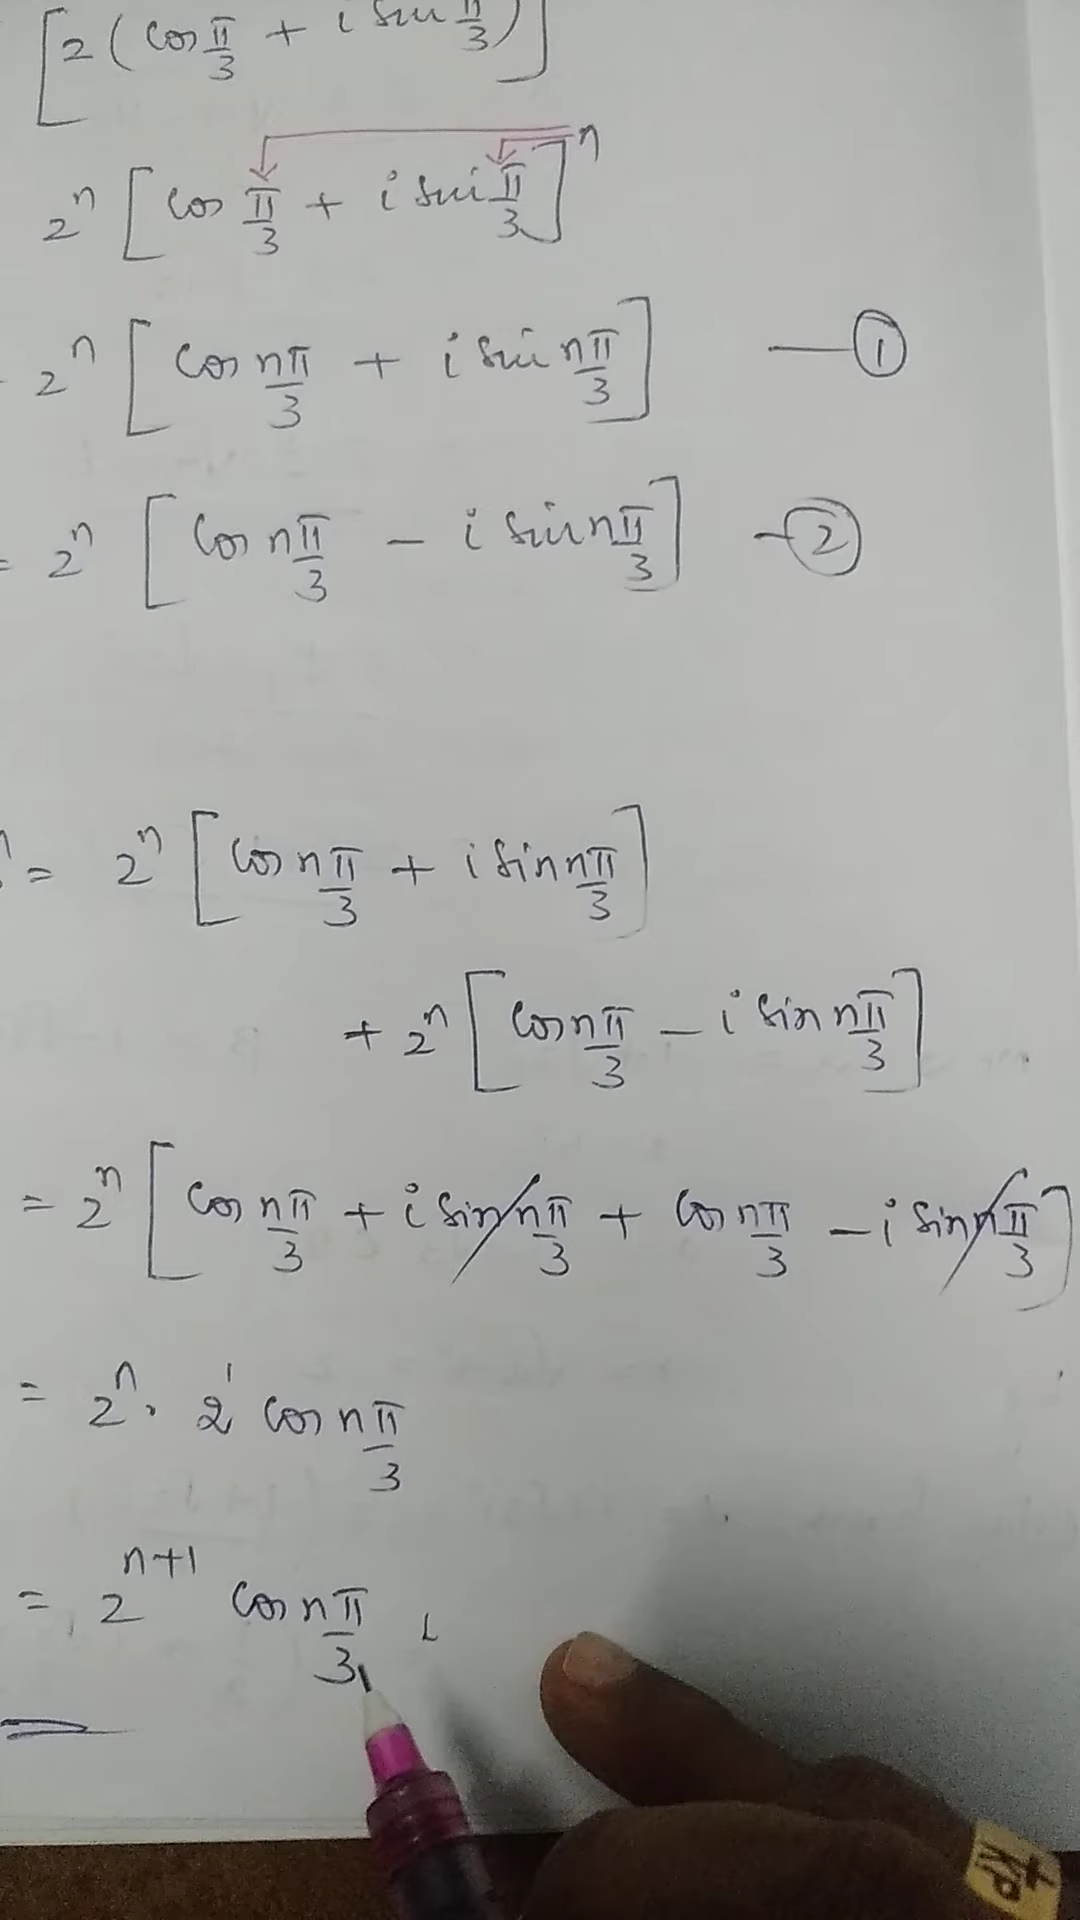 [2(cos π/3 + i sin π/3)]
2^n [cos π/3 + i sin π/3]^n
2^n [cos nπ/3 + i sin nπ/3] — ①
= 2^n [cos nπ/3 - i sin nπ/3] — ②
n = 2^n [cos nπ/3 + i sin nπ/3]
+ 2^n [cos nπ/3 - i sin nπ/3]
= 2^n [cos nπ/3 + i sin nπ/3 + cos nπ/3 - i sin nπ/3]
= 2^n . 2^1 cos nπ/3
= 2^(n+1) cos nπ/3